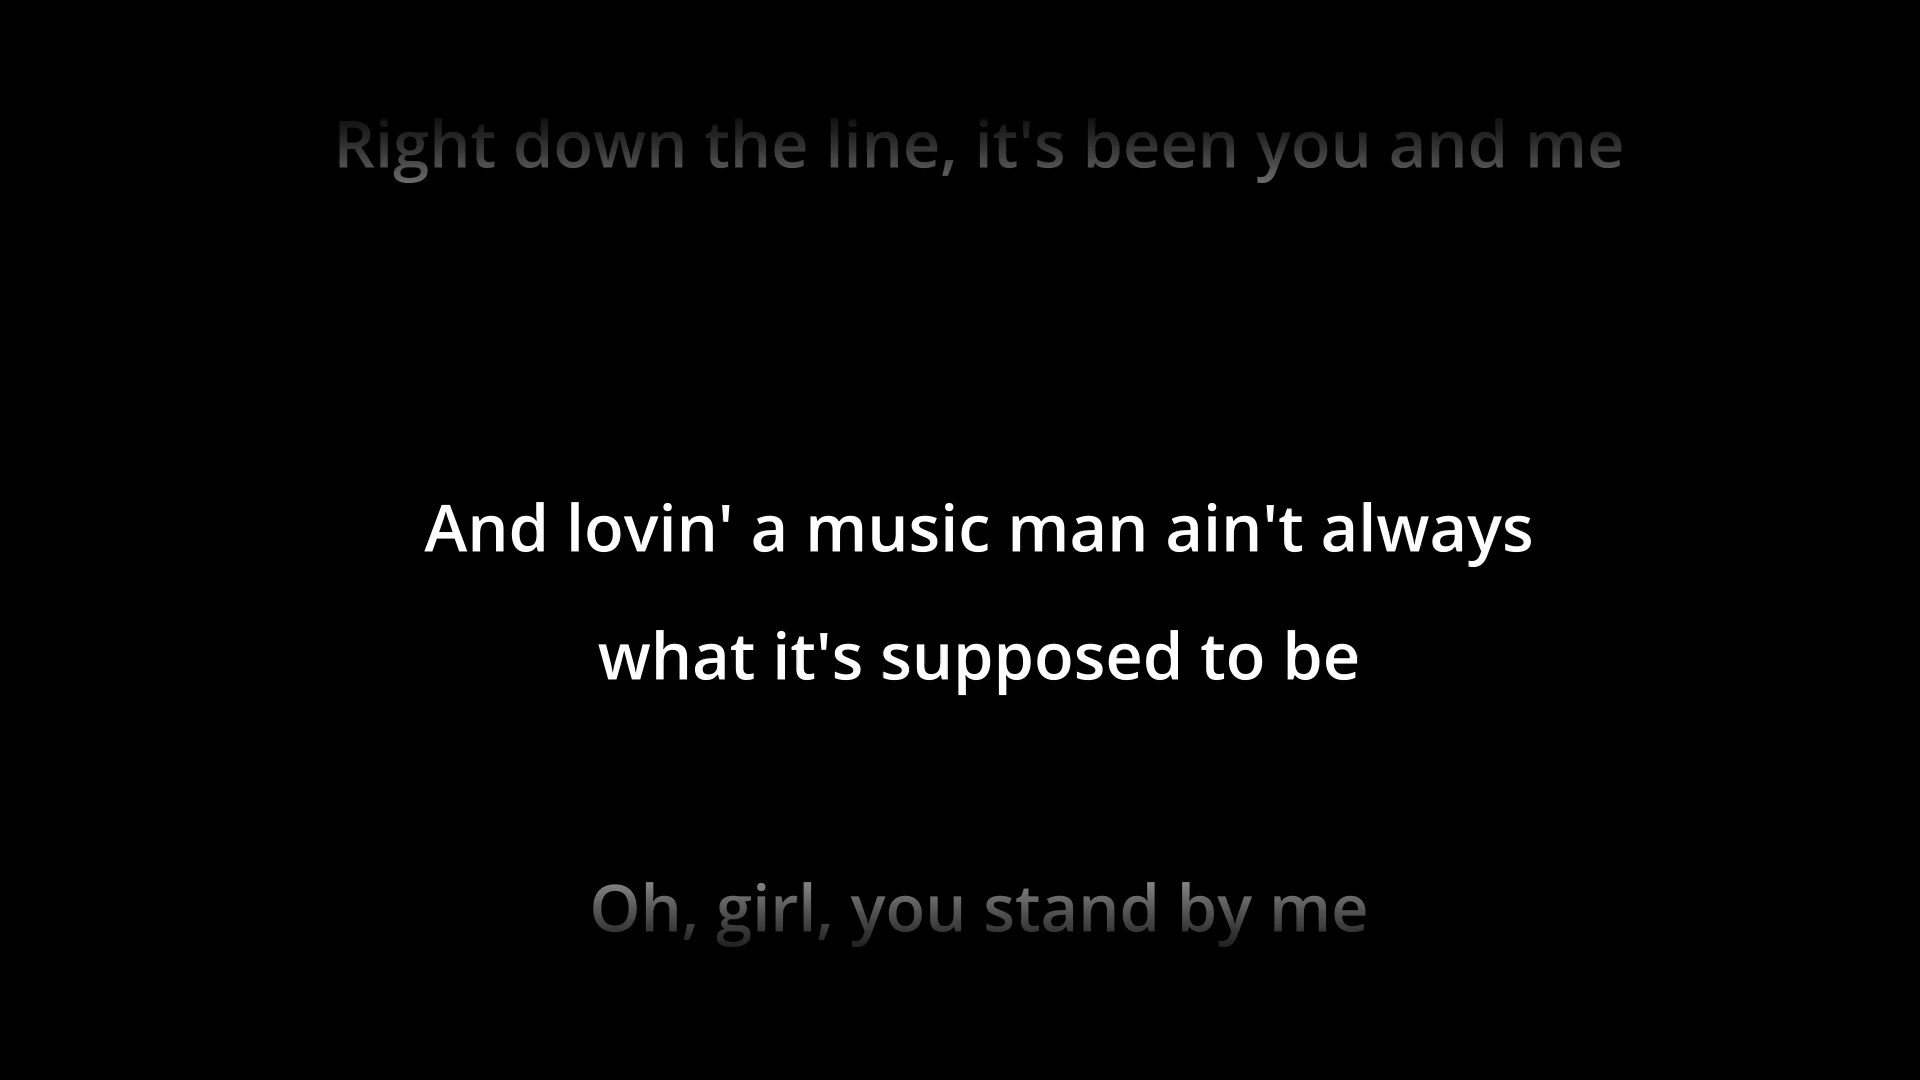 Right down the line, it's been you and me
And lovin' a music man ain't always
what it's supposed to be
Oh, girl, you stand by me